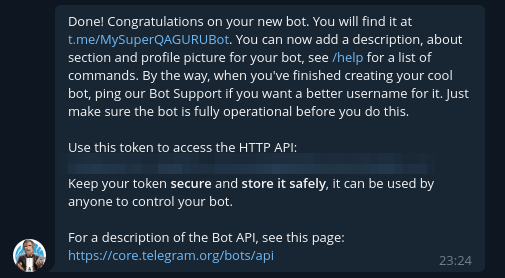 Done! Congratulations on your new bot. You will find it at
t.me/MySuperQAGURUBot. You can now add a description, about
section and profile picture for your bot, see /help for a list of
commands. By the way, when you've finished creating your cool
bot, ping our Bot Support if you want a better username for it. Just
make sure the bot is fully operational before you do this.
Use this token to access the HTTP API:
Keep your token secure and store it safely, it can be used by
anyone to control your bot.
For a description of the Bot API, see this page:
https://core.telegram.org/bots/api
23:24